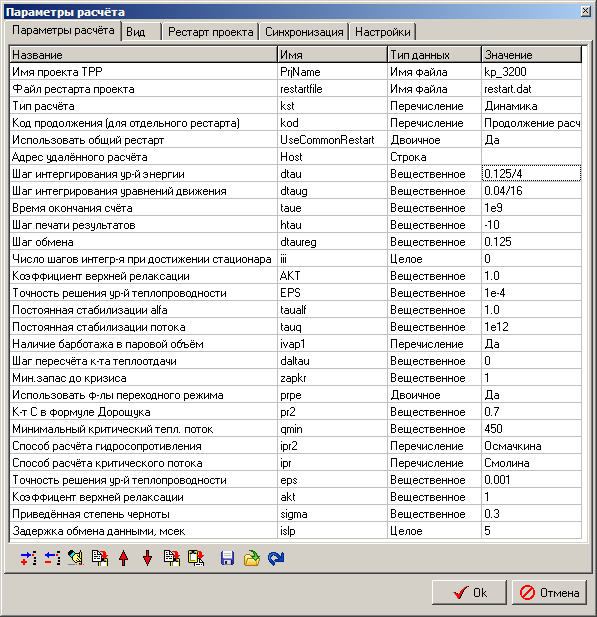 Параметры расчёта
Параметры расчёта Вид Рестарт проекта Синхронизация Настройки
Название Имя Тип данных Значение
Имя проекта ТРР PrjName Имя файла kp_3200
Файл рестарта проекта restartfile Имя файла restart.dat
Тип расчёта kst Перечисление Динамика
Код продолжения (для отдельного рестарта) kod Перечисление Продолжение расч
Использовать общий рестарт UseCommonRestart Двоичное Да
Адрес удалённого расчёта Host Строка
Шаг интергирования ур-й энергии dtau Вещественное 0.125/4
Шаг интегрирования уравнений движения dtaug Вещественное 0.04/16
Время окончания счёта taue Вещественное 1e9
Шаг печати результатов htau Вещественное -10
Шаг обмена dtaureg Вещественное 0.125
Число шагов интегр-я при достижении стационара iii Целое 0
Коэффициент верхней релаксации АКТ Вещественное 1.0
Точность решения ур-й теплопроводности EPS Вещественное 1e-4
Постоянная стабилизации alfa taualf Вещественное 1.0
Постоянная стабилизации потока tauq Вещественное 1e12
Наличие барботажа в паровой объём ivap1 Перечисление Да
Шаг пересчёта к-та теплоотдачи daltau Вещественное 0
Мин.запас до кризиса zapkr Вещественное 1
Использовать ф-лы переходного режима prpe Двоичное Да
К-т С в формуле Дорощука pr2 Вещественное 0.7
Минимальный критический тепл. поток qmin Вещественное 450
Способ расчёта гидросопротивления ipr2 Перечисление Осмачкина
Способ расчёта критического потока ipr Перечисление Смолина
Точность решения ур-й теплопроводности eps Вещественное 0.001
Коэффицент верхней релаксации akt Вещественное 1
Приведённая степень черноты sigma Вещественное 0.3
Задержка обмена данными, мсек islp Целое 5
Ok Отмена